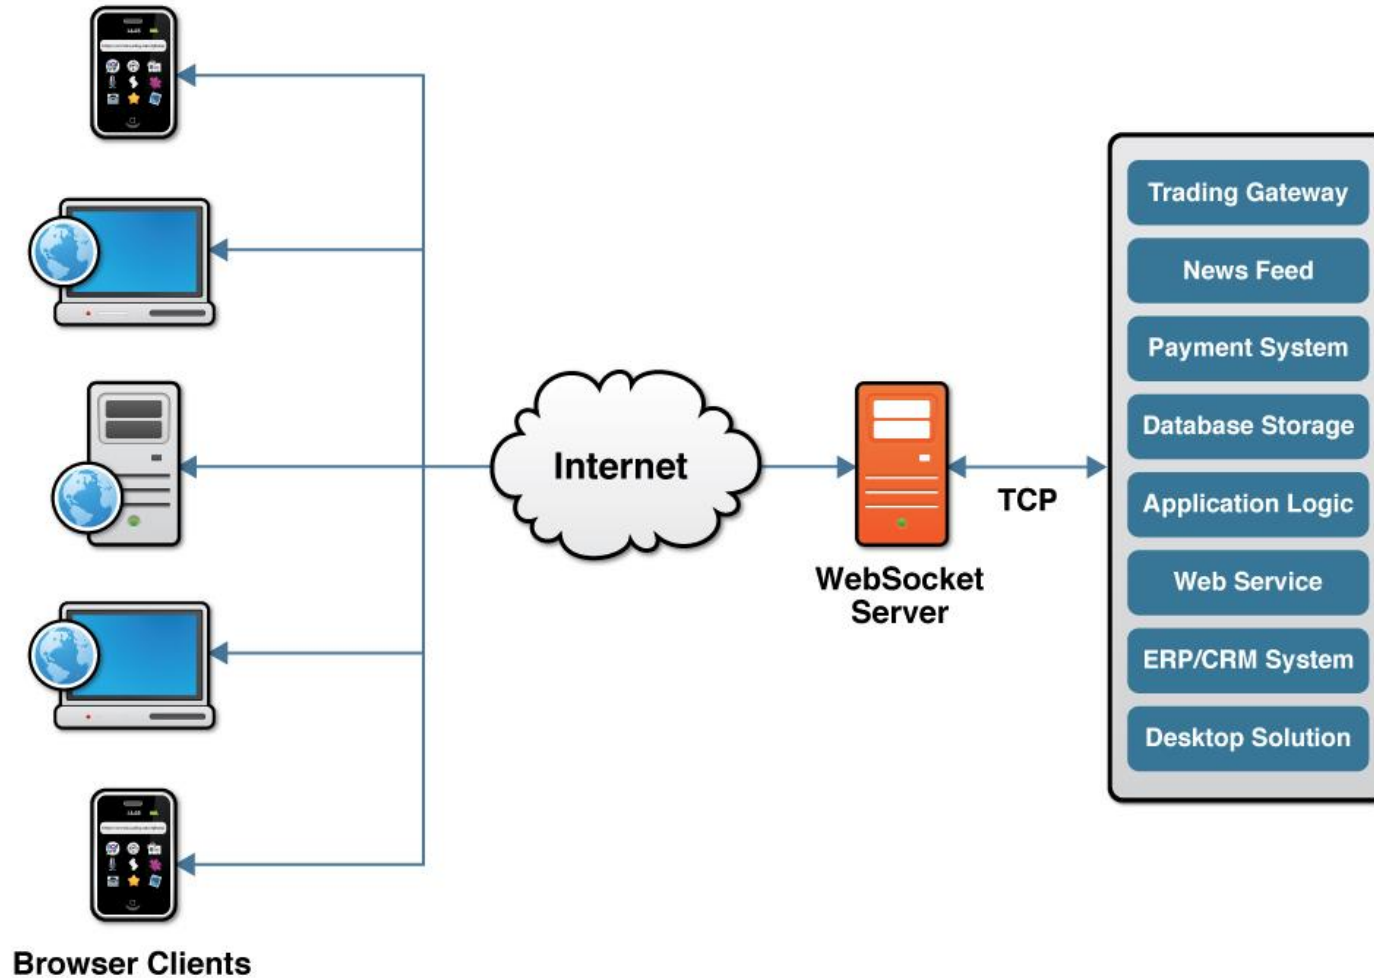 Internet
WebSocket
Server
TCP
Trading Gateway
News Feed
Payment System
Database Storage
Application Logic
Web Service
ERP/CRM System
Desktop Solution
Browser Clients